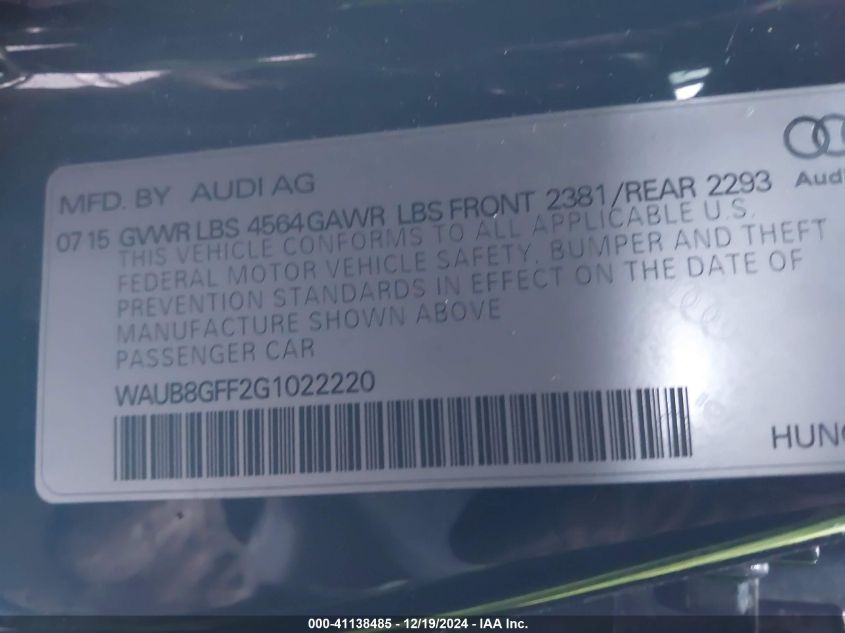 Audi
MFD. BY AUDI AG
07 15 GVWR LBS 4564 GAWR LBS FRONT 2381/REAR 2293
THIS VEHICLE CONFORMS TO ALL APPLICABLE U.S.
FEDERAL MOTOR VEHICLE SAFETY, BUMPER AND THEFT
PREVENTION STANDARDS IN EFFECT ON THE DATE OF
MANUFACTURE SHOWN ABOVE
PASSENGER CAR
WAUB8GFF2G1022220
000-41138485 - 12/19/2024 - IAA Inc.